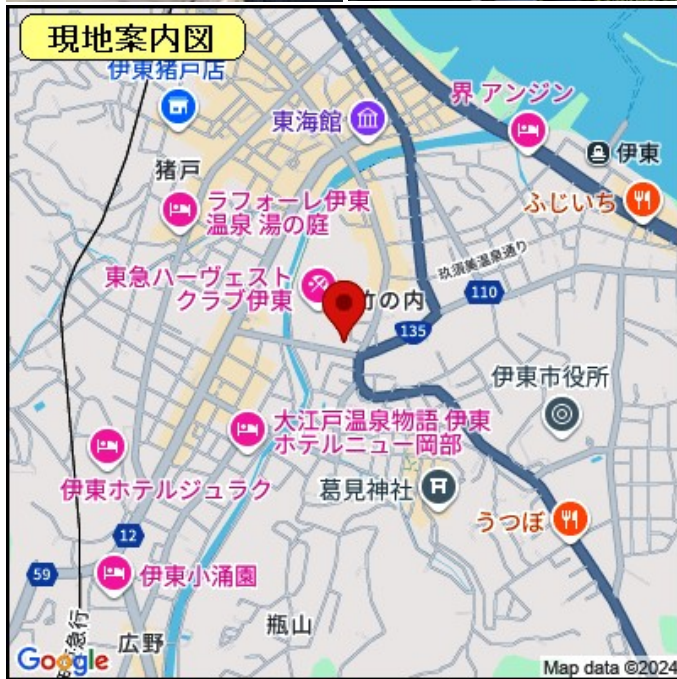 現地案内図
伊東猪戸店
東海館
界 アンジン
猪戸
伊東
ラフォーレ伊東
温泉 湯の庭
ふじいち
玖須美温泉通り
東急ハーヴェスト
クラブ伊東
竹の内
110
135
伊東市役所
大江戸温泉物語 伊東
ホテルニュー岡部
伊東ホテルジュラク
葛見神社
うつぼ
12
59
伊東小涌園
急行
瓶山
広野
Google
Map data ©2024